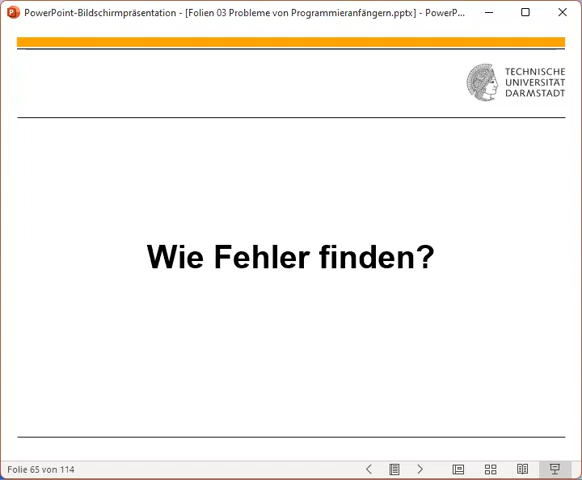 PowerPoint-Bildschirmpräsentation - [Folien 03 Probleme von Programmieranfängern.pptx] - PowerP...
TECHNISCHE
UNIVERSITÄT
DARMSTADT
Wie Fehler finden?
Folie 65 von 114